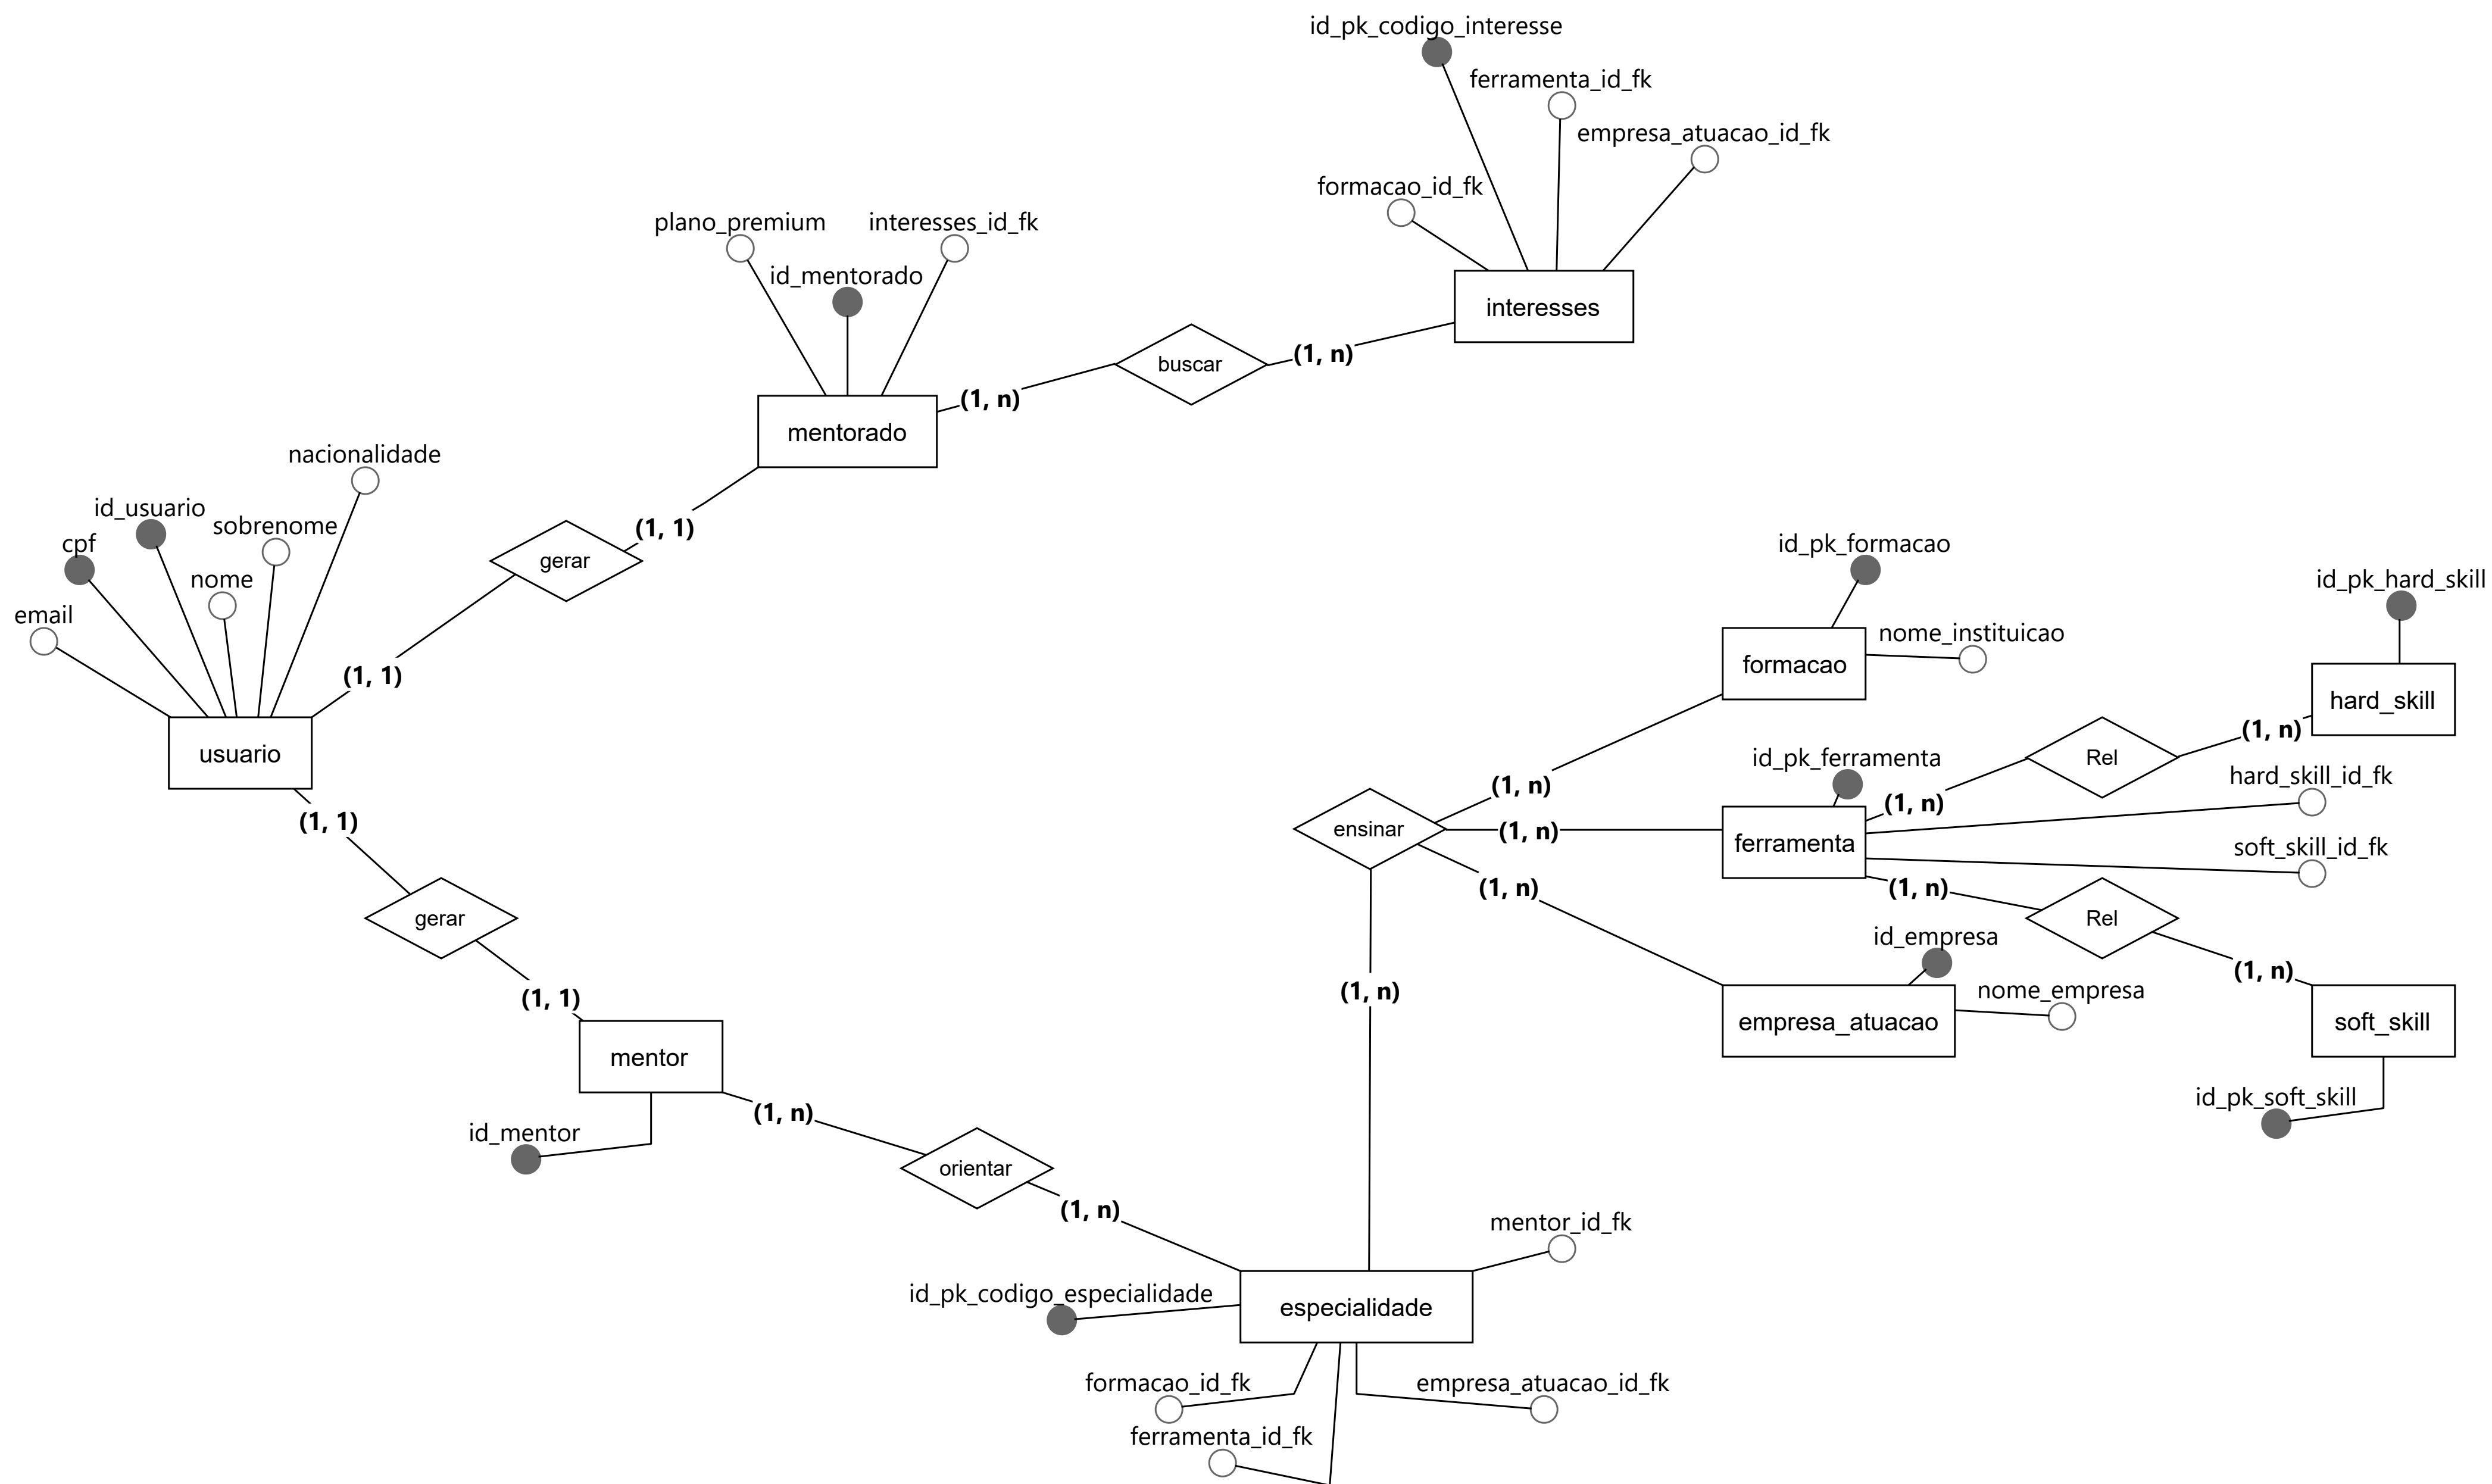 id_pk_codigo_interesse
ferramenta_id_fk
empresa_atuacao_id_fk
formacao_id_fk
interesses
plano_premium
interesses_id_fk
id_mentorado
mentorado
(1, n)
buscar
(1, n)
nacionalidade
id_usuario
sobrenome
cpf
nome
email
usuario
(1, 1)
gerar
(1, 1)
(1, 1)
gerar
(1, 1)
mentor
id_mentor
(1, n)
orientar
(1, n)
id_pk_formacao
nome_instituicao
formacao
id_pk_hard_skill
hard_skill
(1, n)
Rel
(1, n)
id_pk_ferramenta
hard_skill_id_fk
ferramenta
soft_skill_id_fk
(1, n)
ensinar
(1, n)
(1, n)
(1, n)
(1, n)
Rel
(1, n)
id_empresa
nome_empresa
empresa_atuacao
soft_skill
id_pk_soft_skill
mentor_id_fk
id_pk_codigo_especialidade
especialidade
formacao_id_fk
empresa_atuacao_id_fk
ferramenta_id_fk